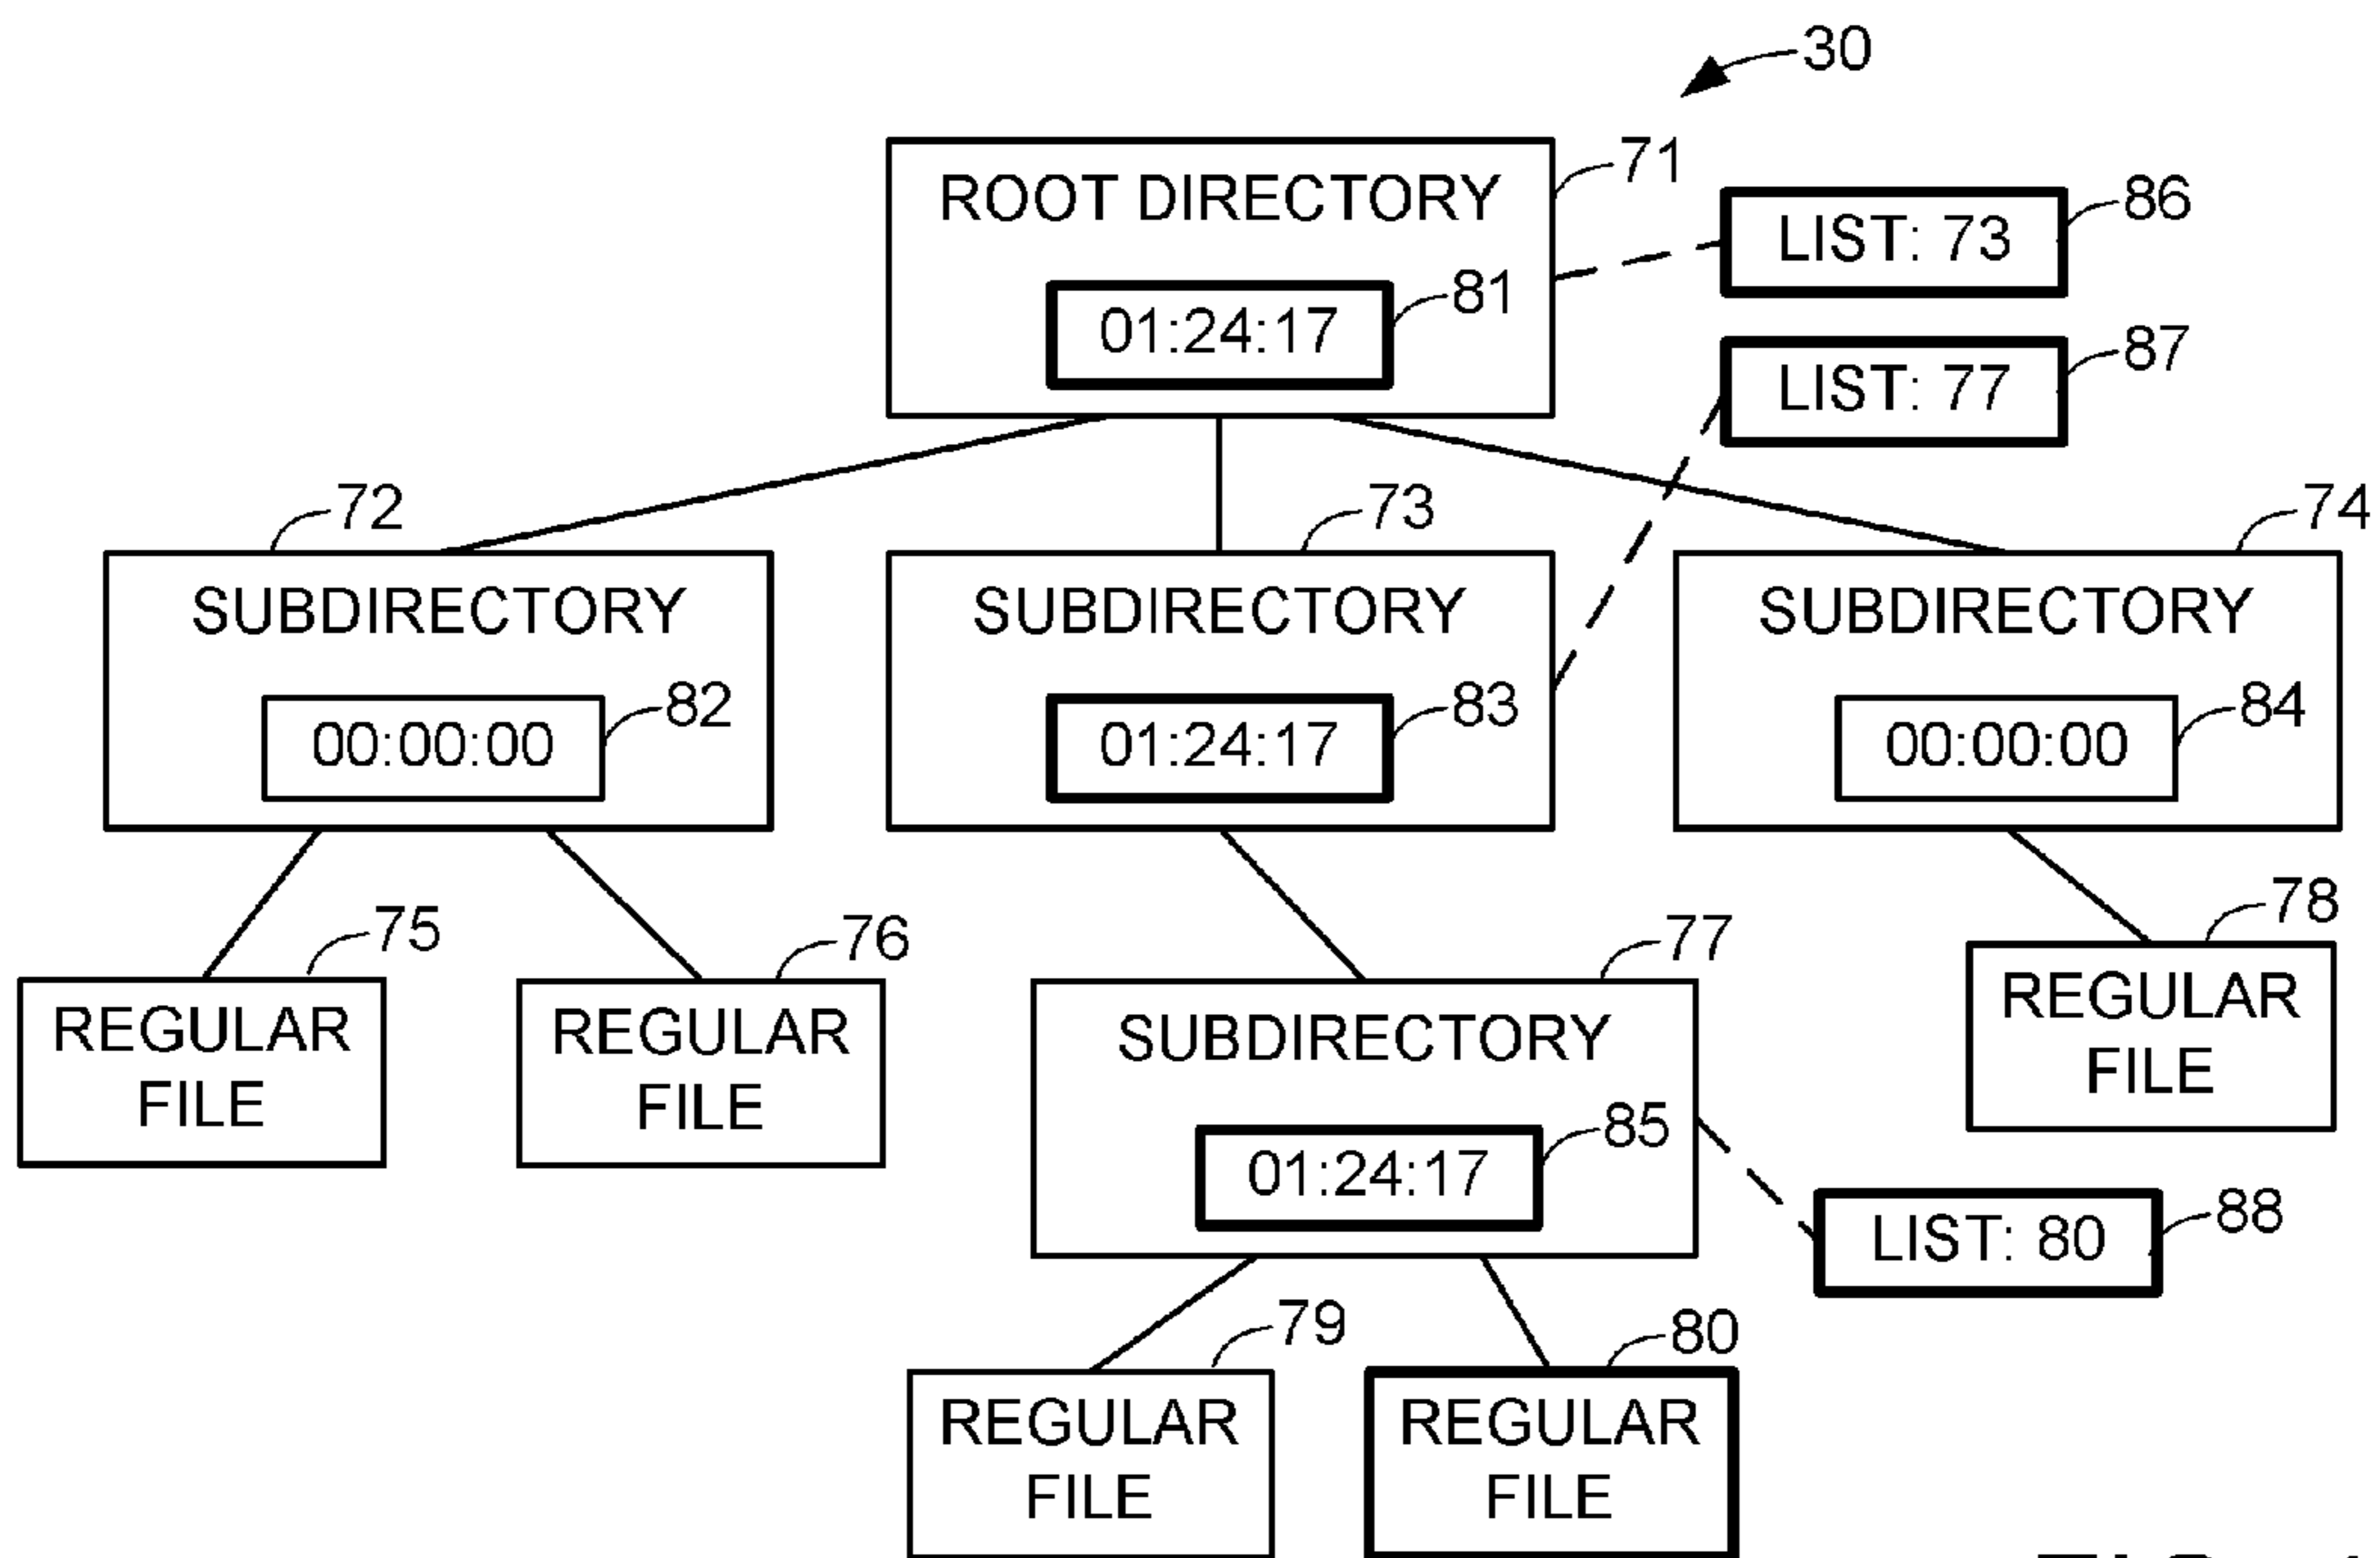 30
71
ROOT DIRECTORY
86
LIST: 73
81
01:24:17
87
LIST: 77
72
73
74
SUBDIRECTORY
SUBDIRECTORY
SUBDIRECTORY
82
83
84
00:00:00
01:24:17
00:00:00
75
76
77
78
REGULAR
FILE
REGULAR
FILE
SUBDIRECTORY
REGULAR
FILE
85
01:24:17
88
LIST: 80
79
80
REGULAR
FILE
REGULAR
FILE